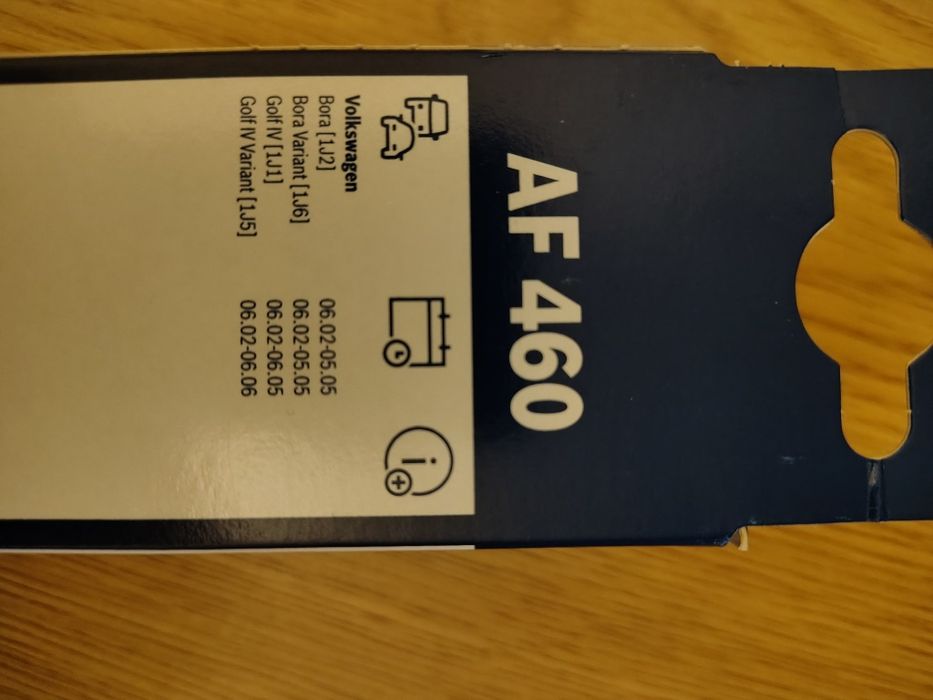 AF 460
Volkswagen
Bora [1J2] 06.02-05.05
Bora Variant [1J6] 06.02-05.05
Golf IV [1J1] 06.02-06.05
Golf IV Variant [1J5] 06.02-06.06